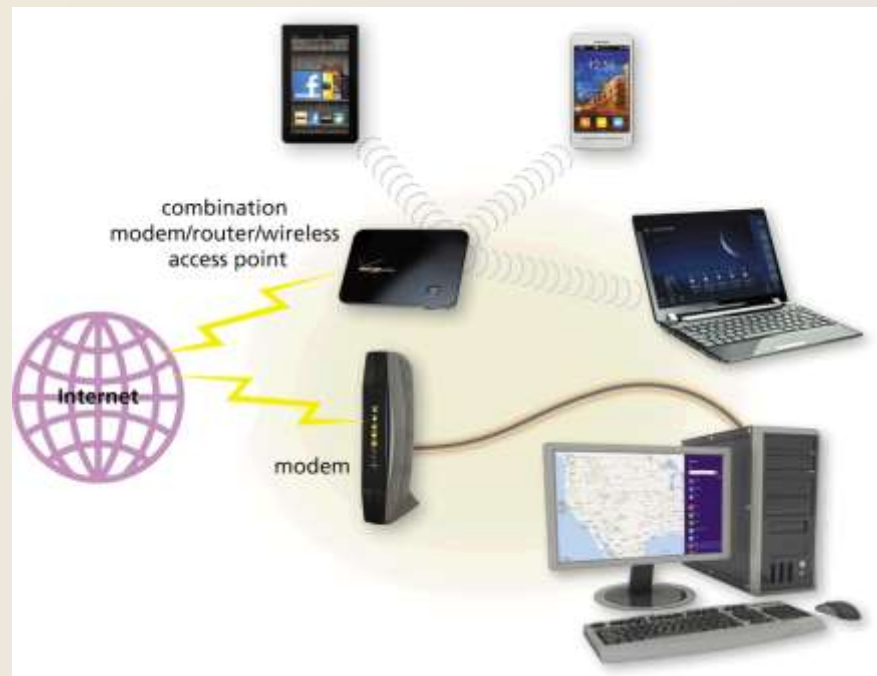 combination
modem/router/wireless
access point
Internet
modem